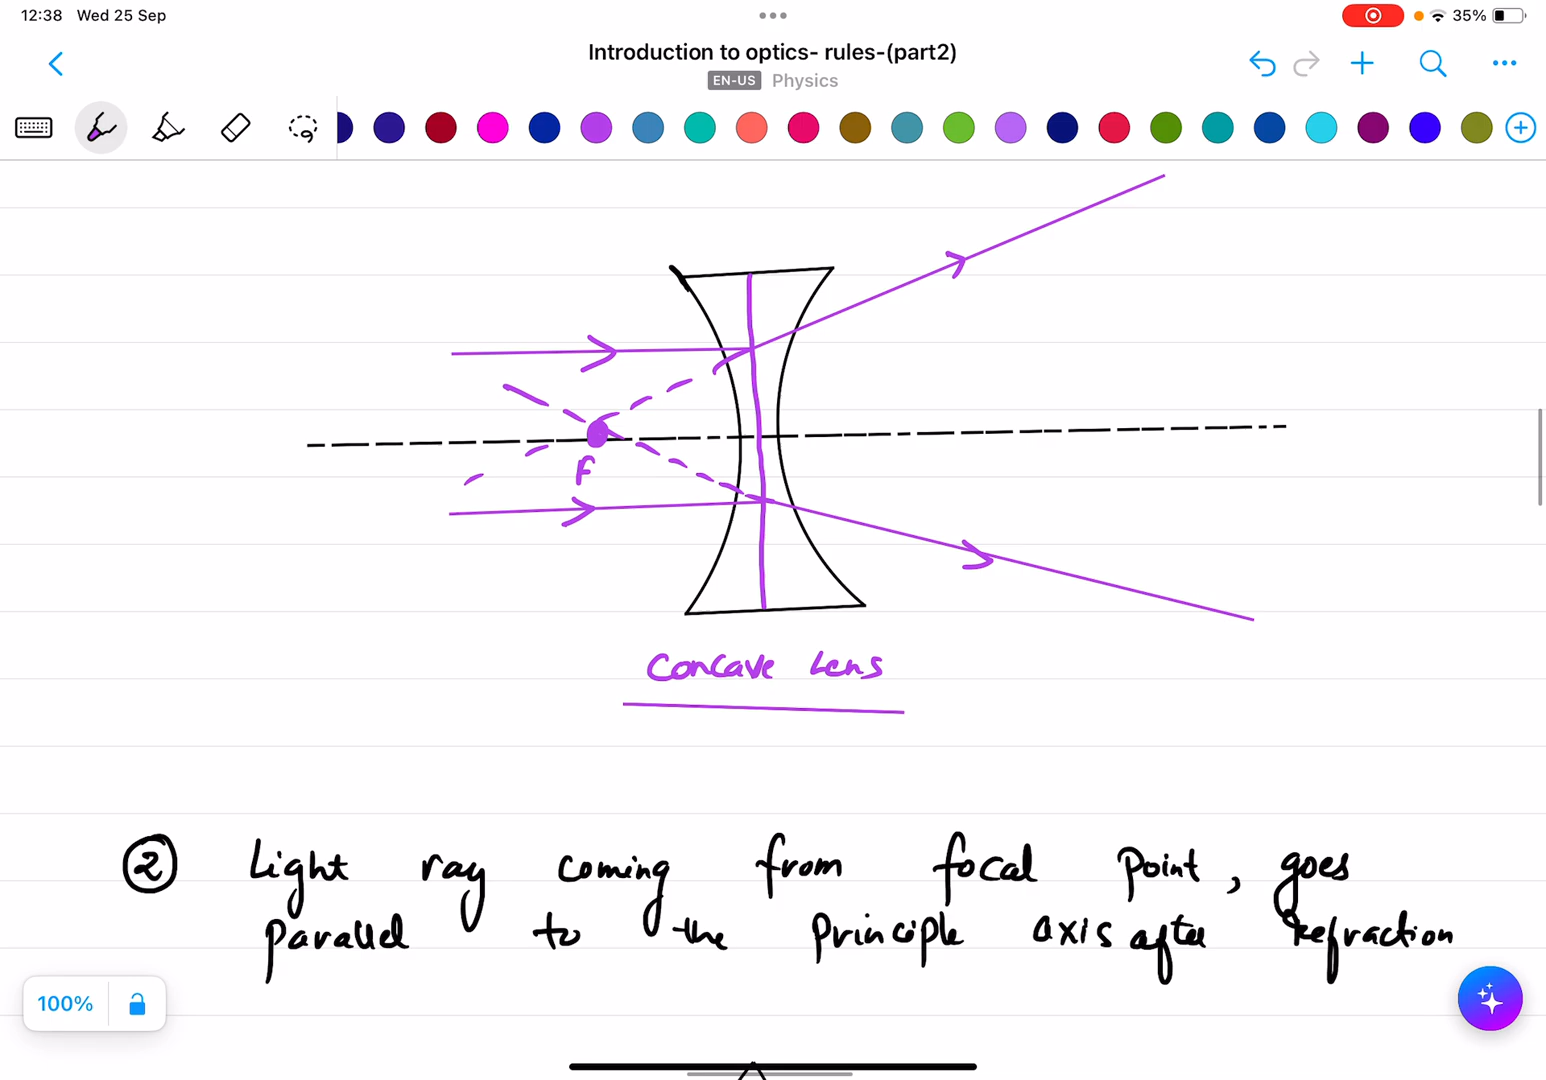 12:38 Wed 25 Sep
35%
Introduction to optics- rules-(part2)
EN-US Physics
F
Concave Lens
② Light ray coming from focal Point, goes
parallel to the principle axis after Refraction
100%